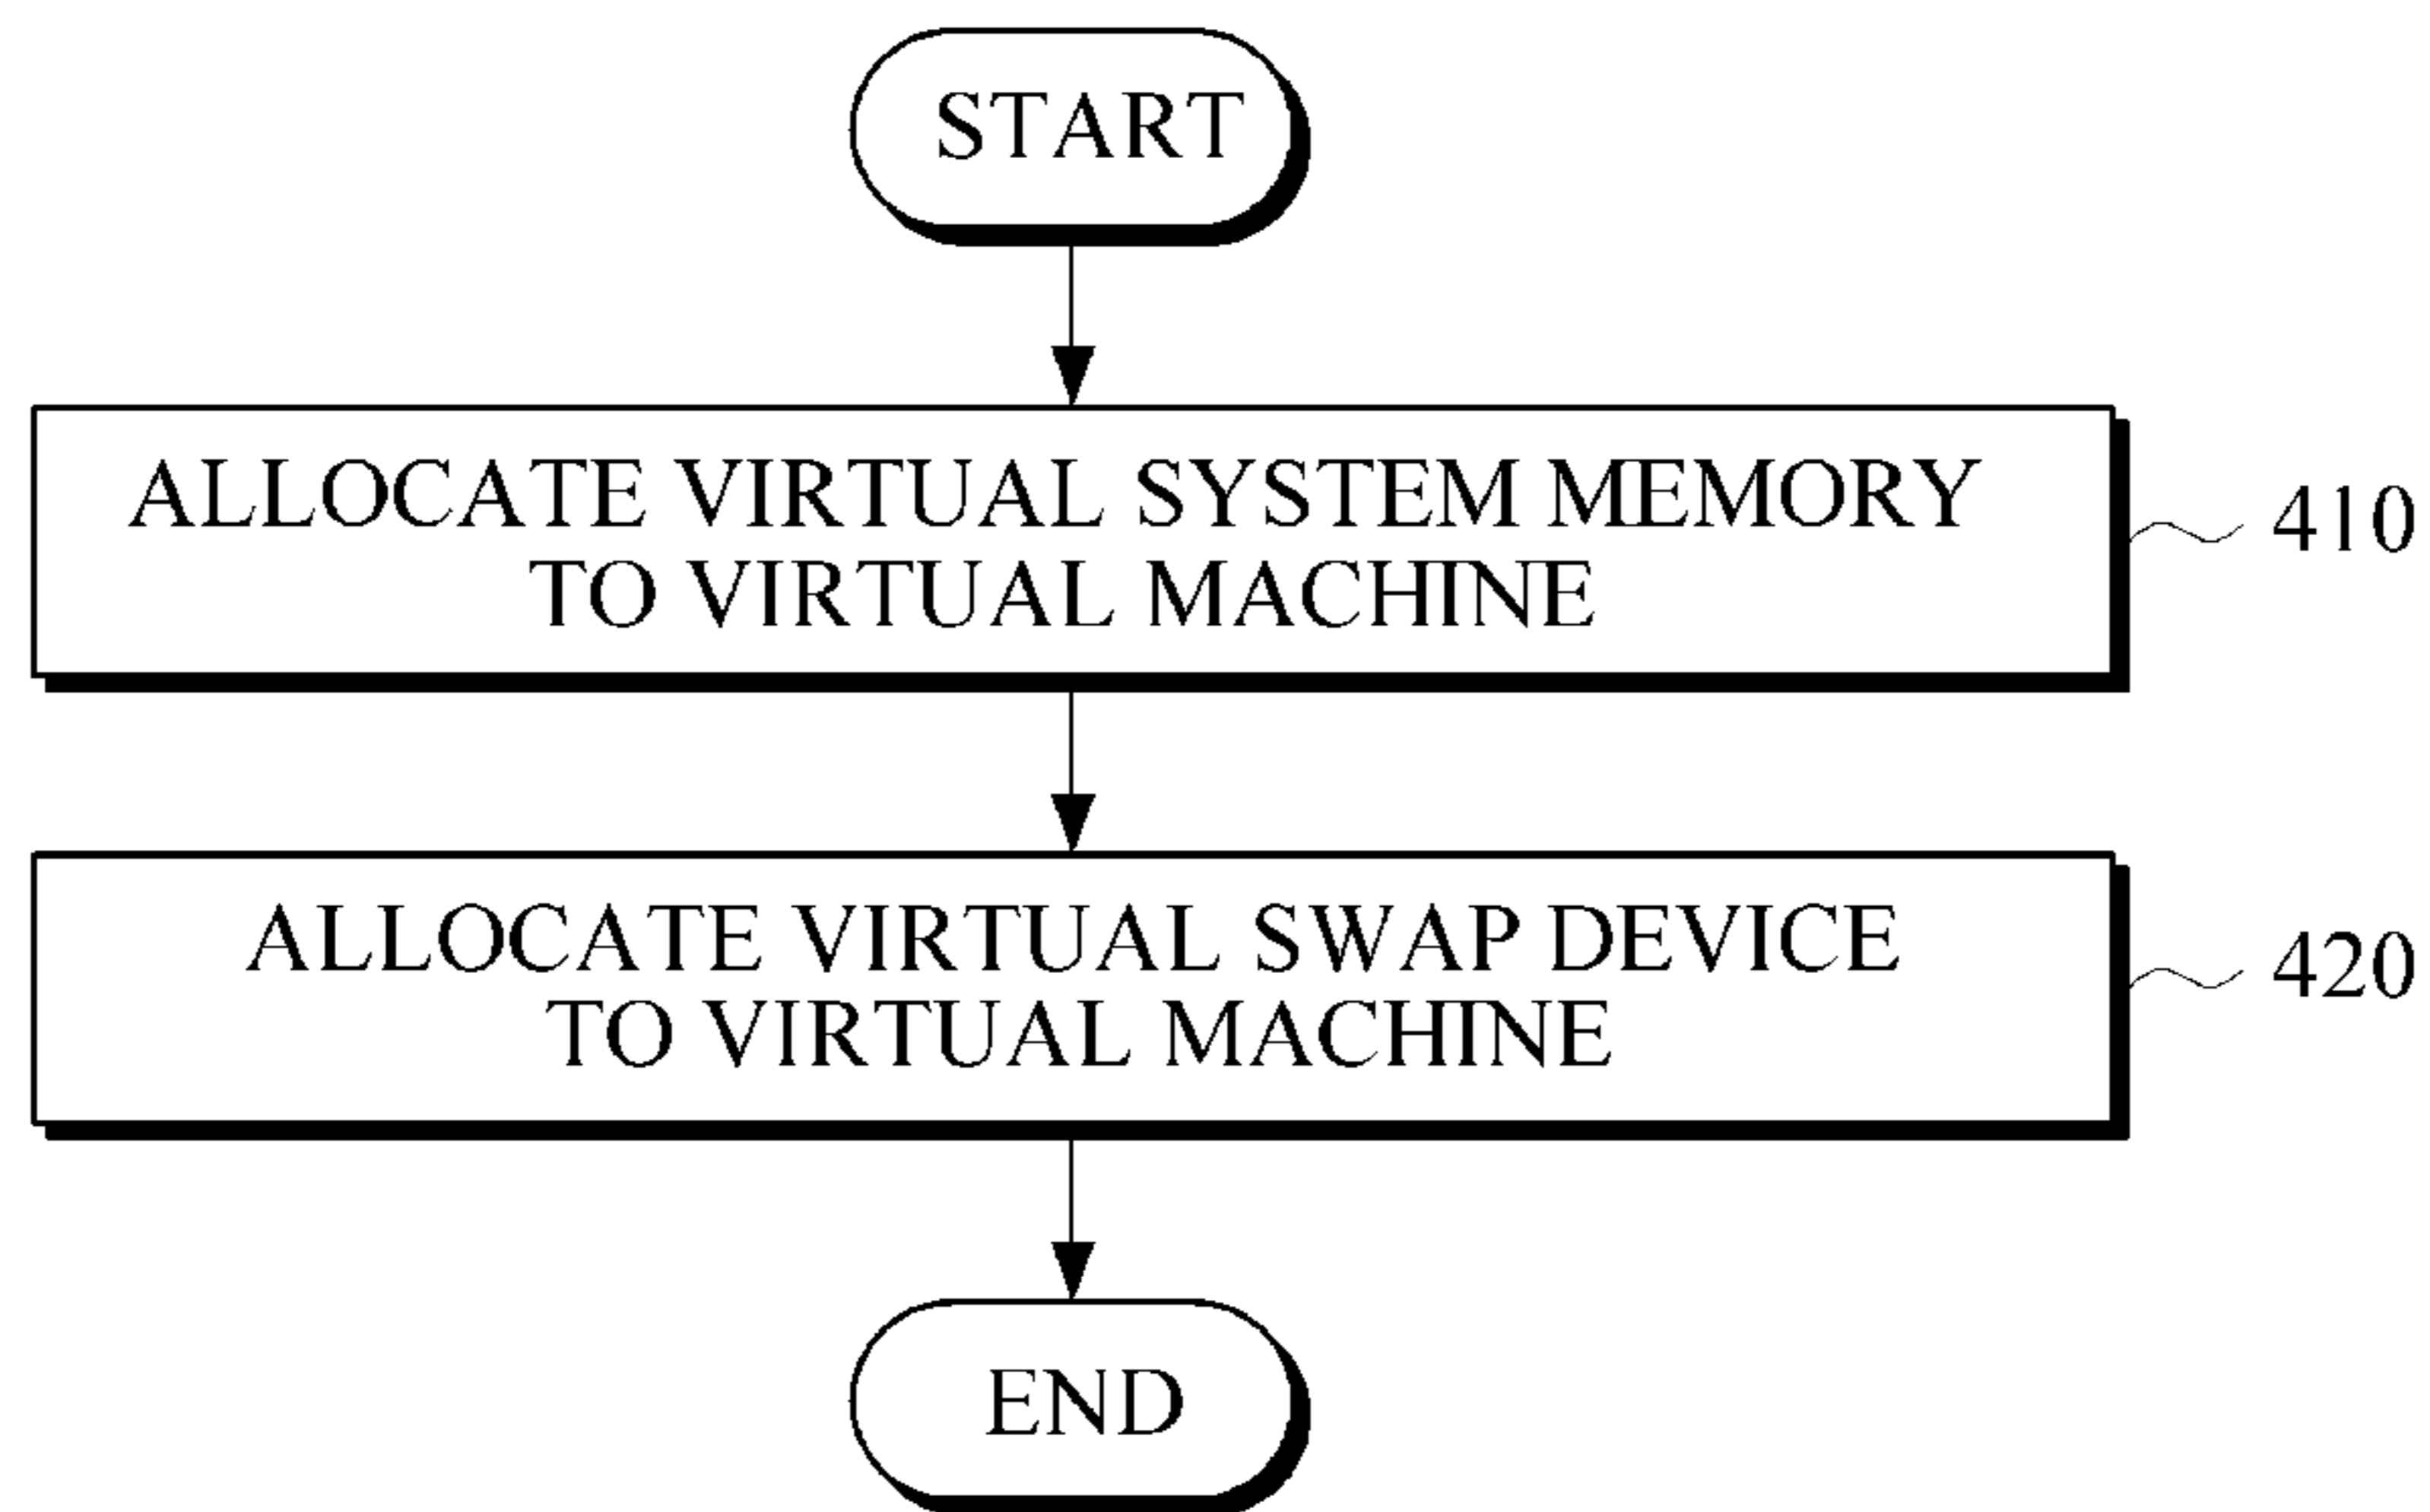 START
ALLOCATE VIRTUAL SYSTEM MEMORY
TO VIRTUAL MACHINE
410
ALLOCATE VIRTUAL SWAP DEVICE
TO VIRTUAL MACHINE
420
END